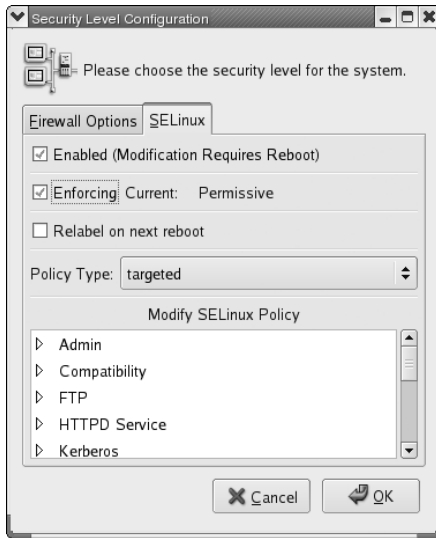 Security Level Configuration
Please choose the security level for the system.
Firewall Options SELinux
Enabled (Modification Requires Reboot)
Enforcing Current: Permissive
Relabel on next reboot
Policy Type: targeted
Modify SELinux Policy
Admin
Compatibility
FTP
HTTPD Service
Kerberos
Cancel OK